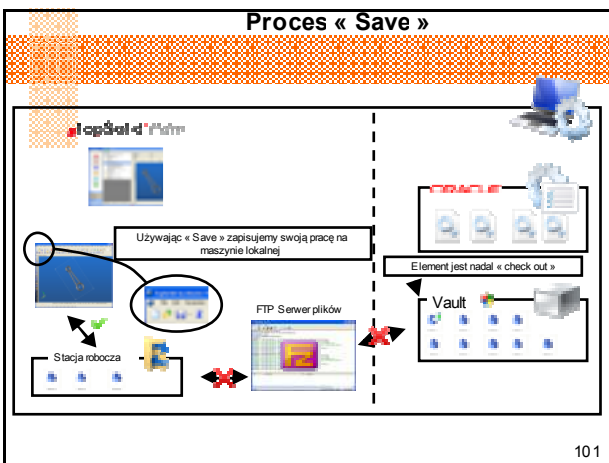 Proces « Save »
ORACLE
Używając « Save » zapisujemy swoją pracę na
maszynie lokalnej
Element jest nadal « check out »
FTP Serwer plików
Vault
Stacja robocza
101